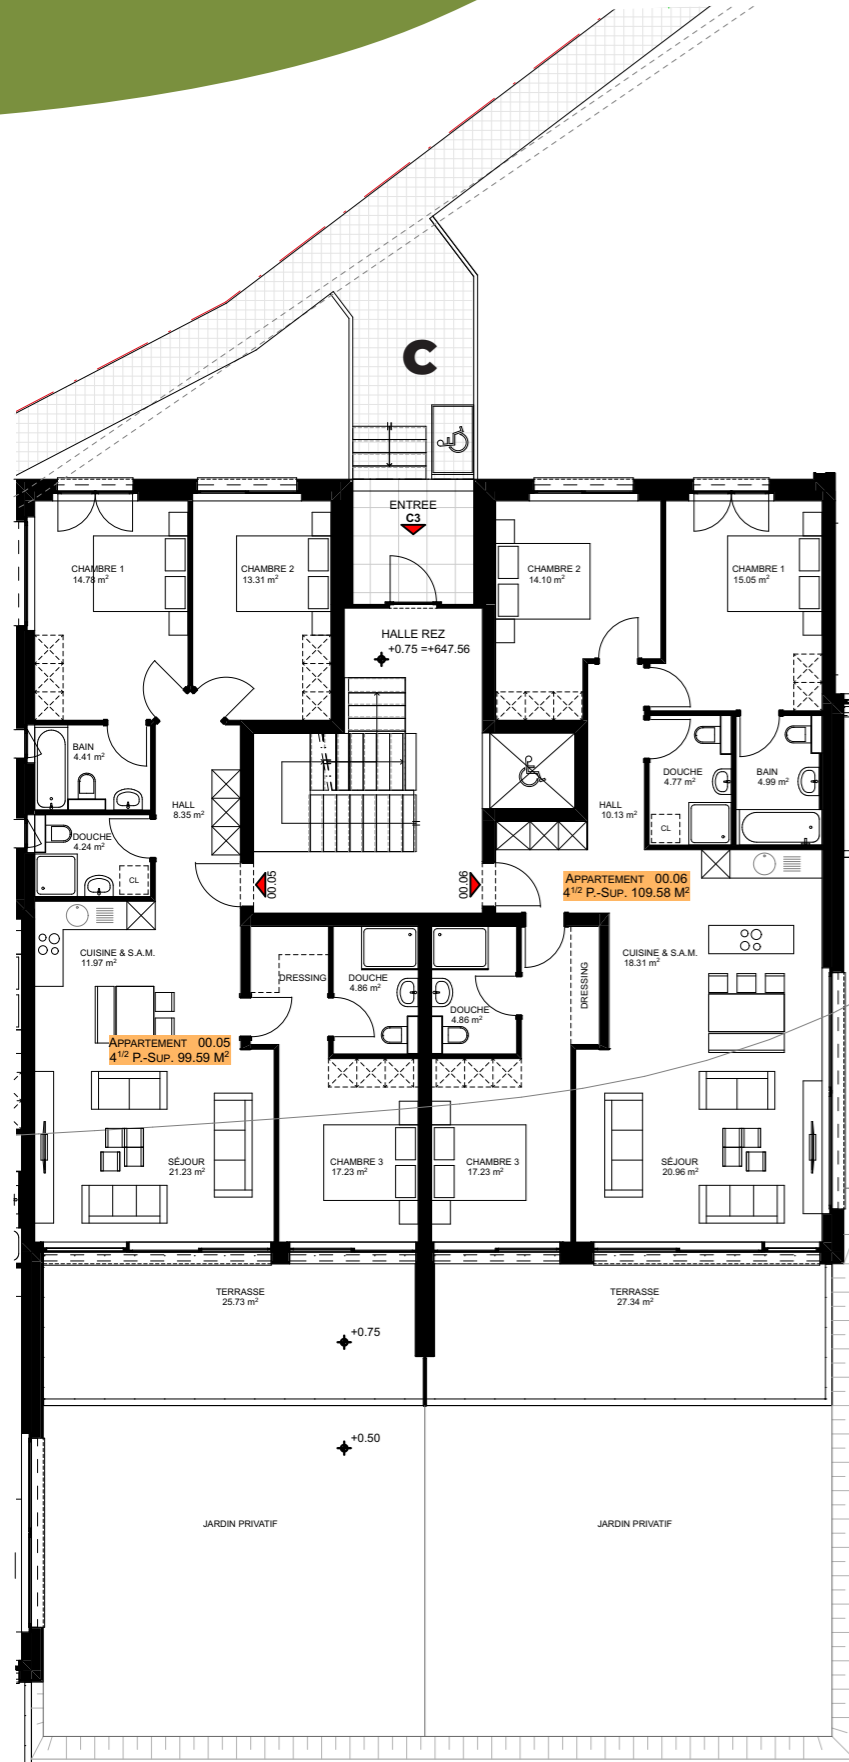 C
ENTREE
C3
CHAMBRE 1
14.78 m²
CHAMBRE 2
13.31 m²
CHAMBRE 2
14.10 m²
CHAMBRE 1
15.05 m²
HALLE REZ
+0.75 =+647.56
BAIN
4.41 m²
HALL
8.35 m²
DOUCHE
4.77 m²
BAIN
4.99 m²
HALL
10.13 m²
DOUCHE
4.24 m²
CL
CL
00.05
00.06
APPARTEMENT 00.06
4 1/2 P.-SUP. 109.58 M²
CUISINE & S.A.M.
11.97 m²
CUISINE & S.A.M.
18.31 m²
DRESSING
DOUCHE
4.86 m²
DOUCHE
4.86 m²
DRESSING
APPARTEMENT 00.05
4 1/2 P.-SUP. 99.59 M²
SÉJOUR
21.23 m²
CHAMBRE 3
17.23 m²
CHAMBRE 3
17.23 m²
SÉJOUR
20.96 m²
TERRASSE
25.73 m²
TERRASSE
27.34 m²
+0.75
+0.50
JARDIN PRIVATIF
JARDIN PRIVATIF